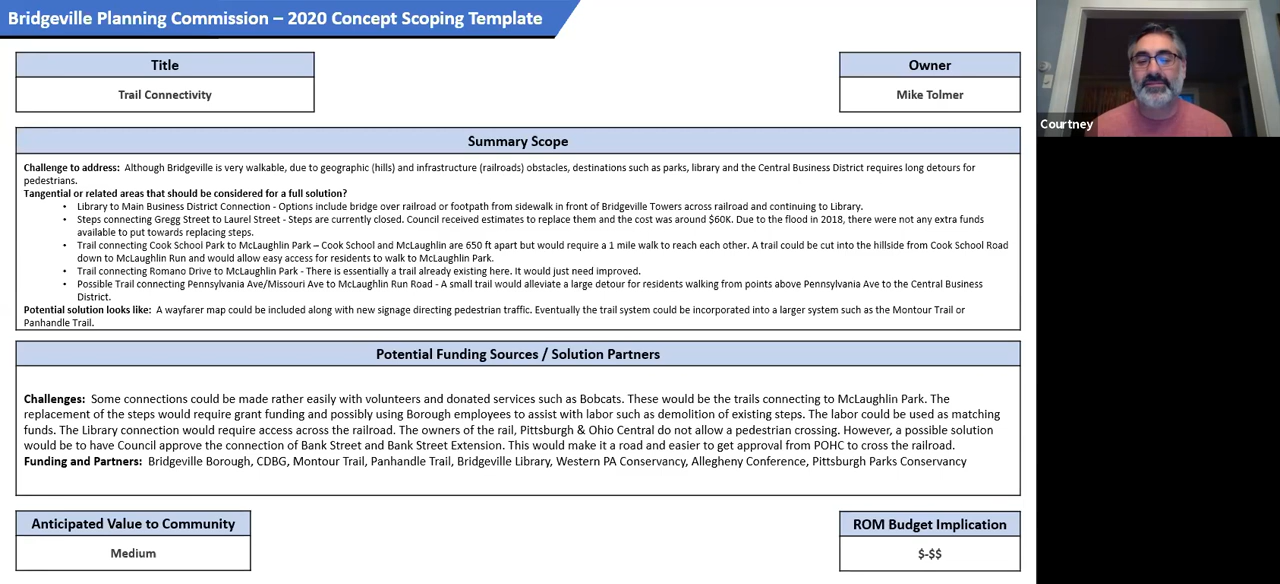 Bridgeville Planning Commission – 2020 Concept Scoping Template
Title
Trail Connectivity
Owner
Mike Tolmer
Courtney
Summary Scope
Challenge to address: Although Bridgeville is very walkable, due to geographic (hills) and infrastructure (railroads) obstacles, destinations such as parks, library and the Central Business District requires long detours for
pedestrians.
Tangential or related areas that should be considered for a full solution?
• Library to Main Business District Connection - Options include bridge over railroad or footpath from sidewalk in front of Bridgeville Towers across railroad and continuing to Library.
• Steps connecting Gregg Street to Laurel Street - Steps are currently closed. Council received estimates to replace them and the cost was around $60K. Due to the flood in 2018, there were not any extra funds
available to put towards replacing steps.
• Trail connecting Cook School Park to McLaughlin Park – Cook School and McLaughlin are 650 ft apart but would require a 1 mile walk to reach each other. A trail could be cut into the hillside from Cook School Road
down to McLaughlin Run and would allow easy access for residents to walk to McLaughlin Park.
• Trail connecting Romano Drive to McLaughlin Park - There is essentially a trail already existing here. It would just need improved.
• Possible Trail connecting Pennsylvania Ave/Missouri Ave to McLaughlin Run Road - A small trail would alleviate a large detour for residents walking from points above Pennsylvania Ave to the Central Business
District.
Potential solution looks like: A wayfarer map could be included along with new signage directing pedestrian traffic. Eventually the trail system could be incorporated into a larger system such as the Montour Trail or
Panhandle Trail.
Potential Funding Sources / Solution Partners
Challenges: Some connections could be made rather easily with volunteers and donated services such as Bobcats. These would be the trails connecting to McLaughlin Park. The
replacement of the steps would require grant funding and possibly using Borough employees to assist with labor such as demolition of existing steps. The labor could be used as matching
funds. The Library connection would require access across the railroad. The owners of the rail, Pittsburgh & Ohio Central do not allow a pedestrian crossing. However, a possible solution
would be to have Council approve the connection of Bank Street and Bank Street Extension. This would make it a road and easier to get approval from POHC to cross the railroad.
Funding and Partners: Bridgeville Borough, CDBG, Montour Trail, Panhandle Trail, Bridgeville Library, Western PA Conservancy, Allegheny Conference, Pittsburgh Parks Conservancy
Anticipated Value to Community
Medium
ROM Budget Implication
$-$$